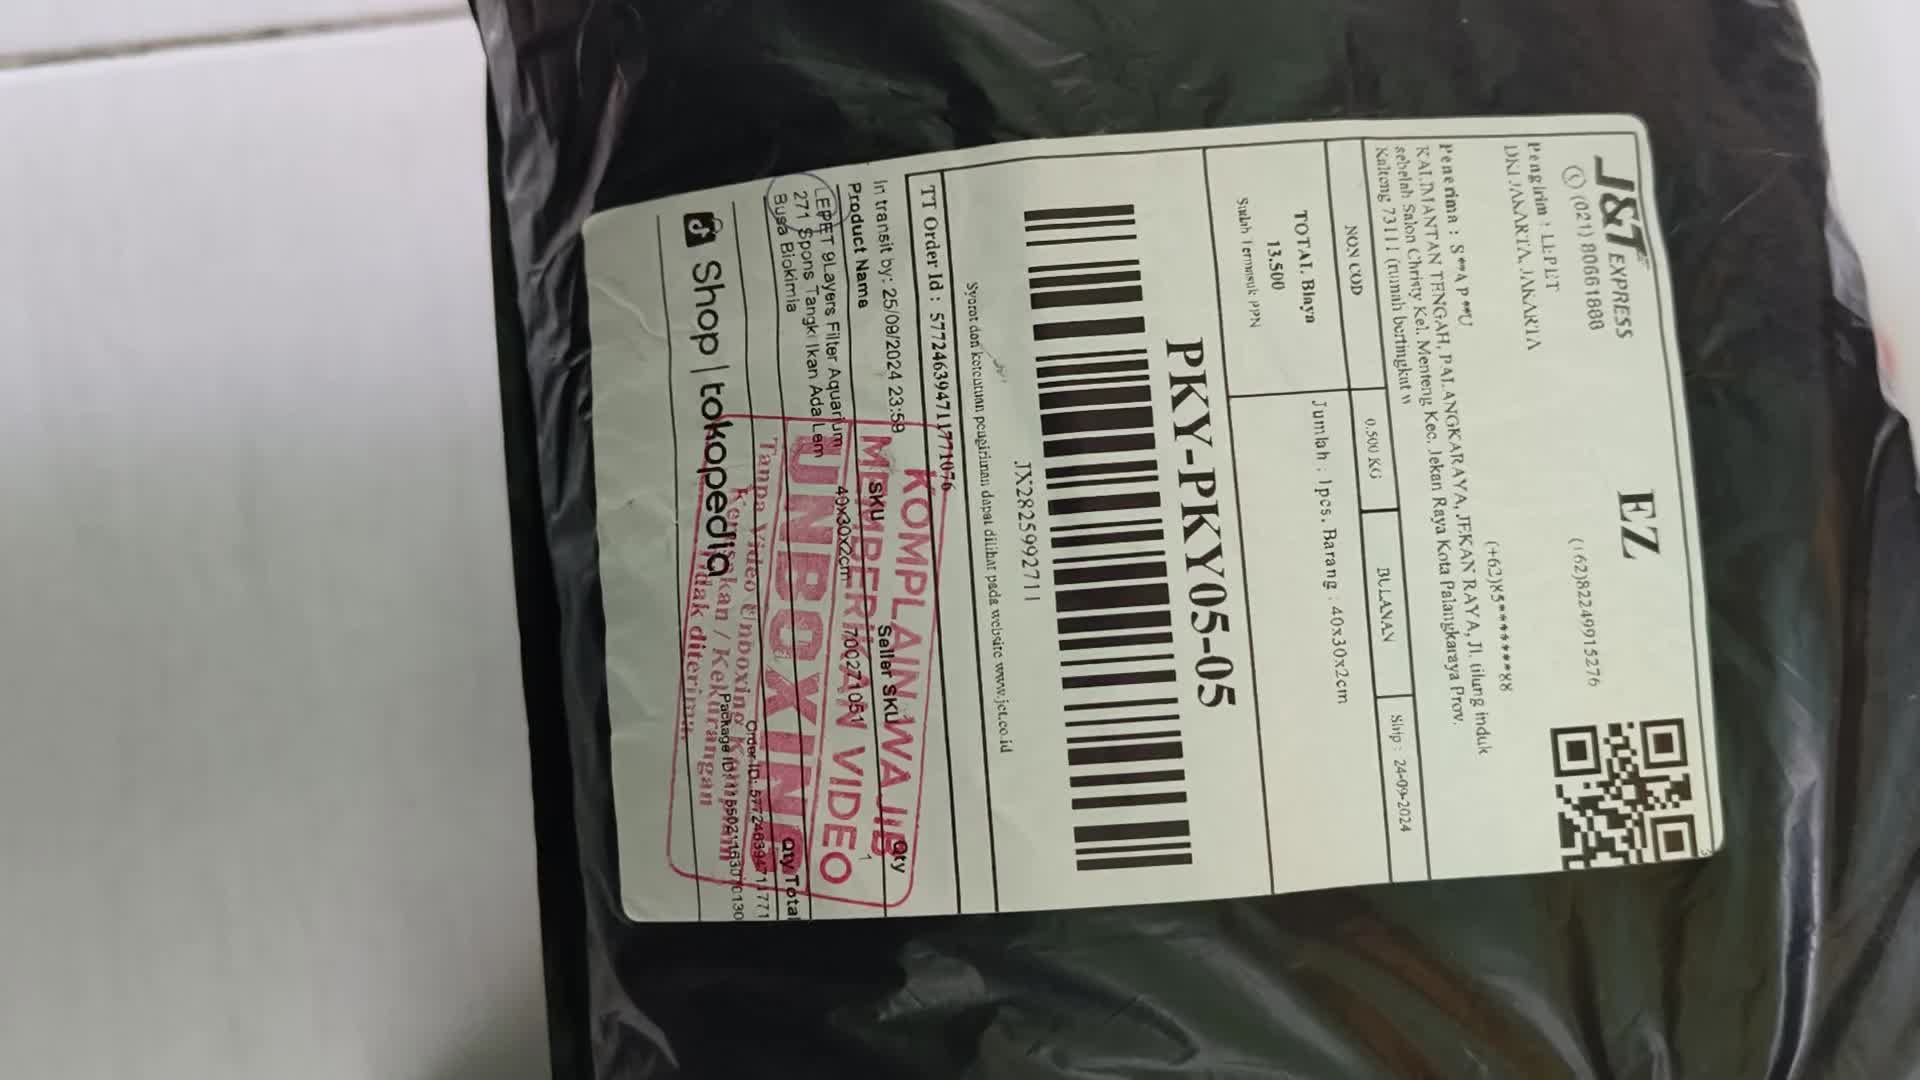 J&T EXPRESS
EZ
(021) 80661888
(+62)82249915276
Pengirim : LEPET
DKI JAKARTA, JAKARTA
(+62)85*********88
Penerima : S**A P**U
KALIMANTAN TENGAH, PALANGKARAYA, JEKAN RAYA, Jl. tilung induk
sebelah Salon Christy Kel. Menteng Kec. Jekan Raya Kota Palangkaraya Prov.
Kalteng 73111 (rumah bertingkat w
NON COD
0.500 KG
BULANAN
Ship : 24-09-2024
TOTAL Biaya
13.500
Sudah Termasuk PPN
Jumlah : 1pcs, Barang : 40x30x2cm
PKY-PKY05-05
JX2825992711
Syarat dan ketentuan pengiriman dapat dilihat pada website www.jet.co.id
TT Order Id : 577246394711771076
In transit by: 25/09/2024 23:59
Product Name
SKU
Seller SKU
Qty
LEPET 9Layers Filter Aquarium
271 Spons Tangki Ikan Ada Lem
Busa Biokimia
40x30x2cm
700271051
1
Qty Total
Shop | tokopedia
KOMPLAIN WAJIB
MEMBERIKAN VIDEO
UNBOXING
Tanpa Video Unboxing Komplain
Kerusakan / Kekurangan
tidak diterima